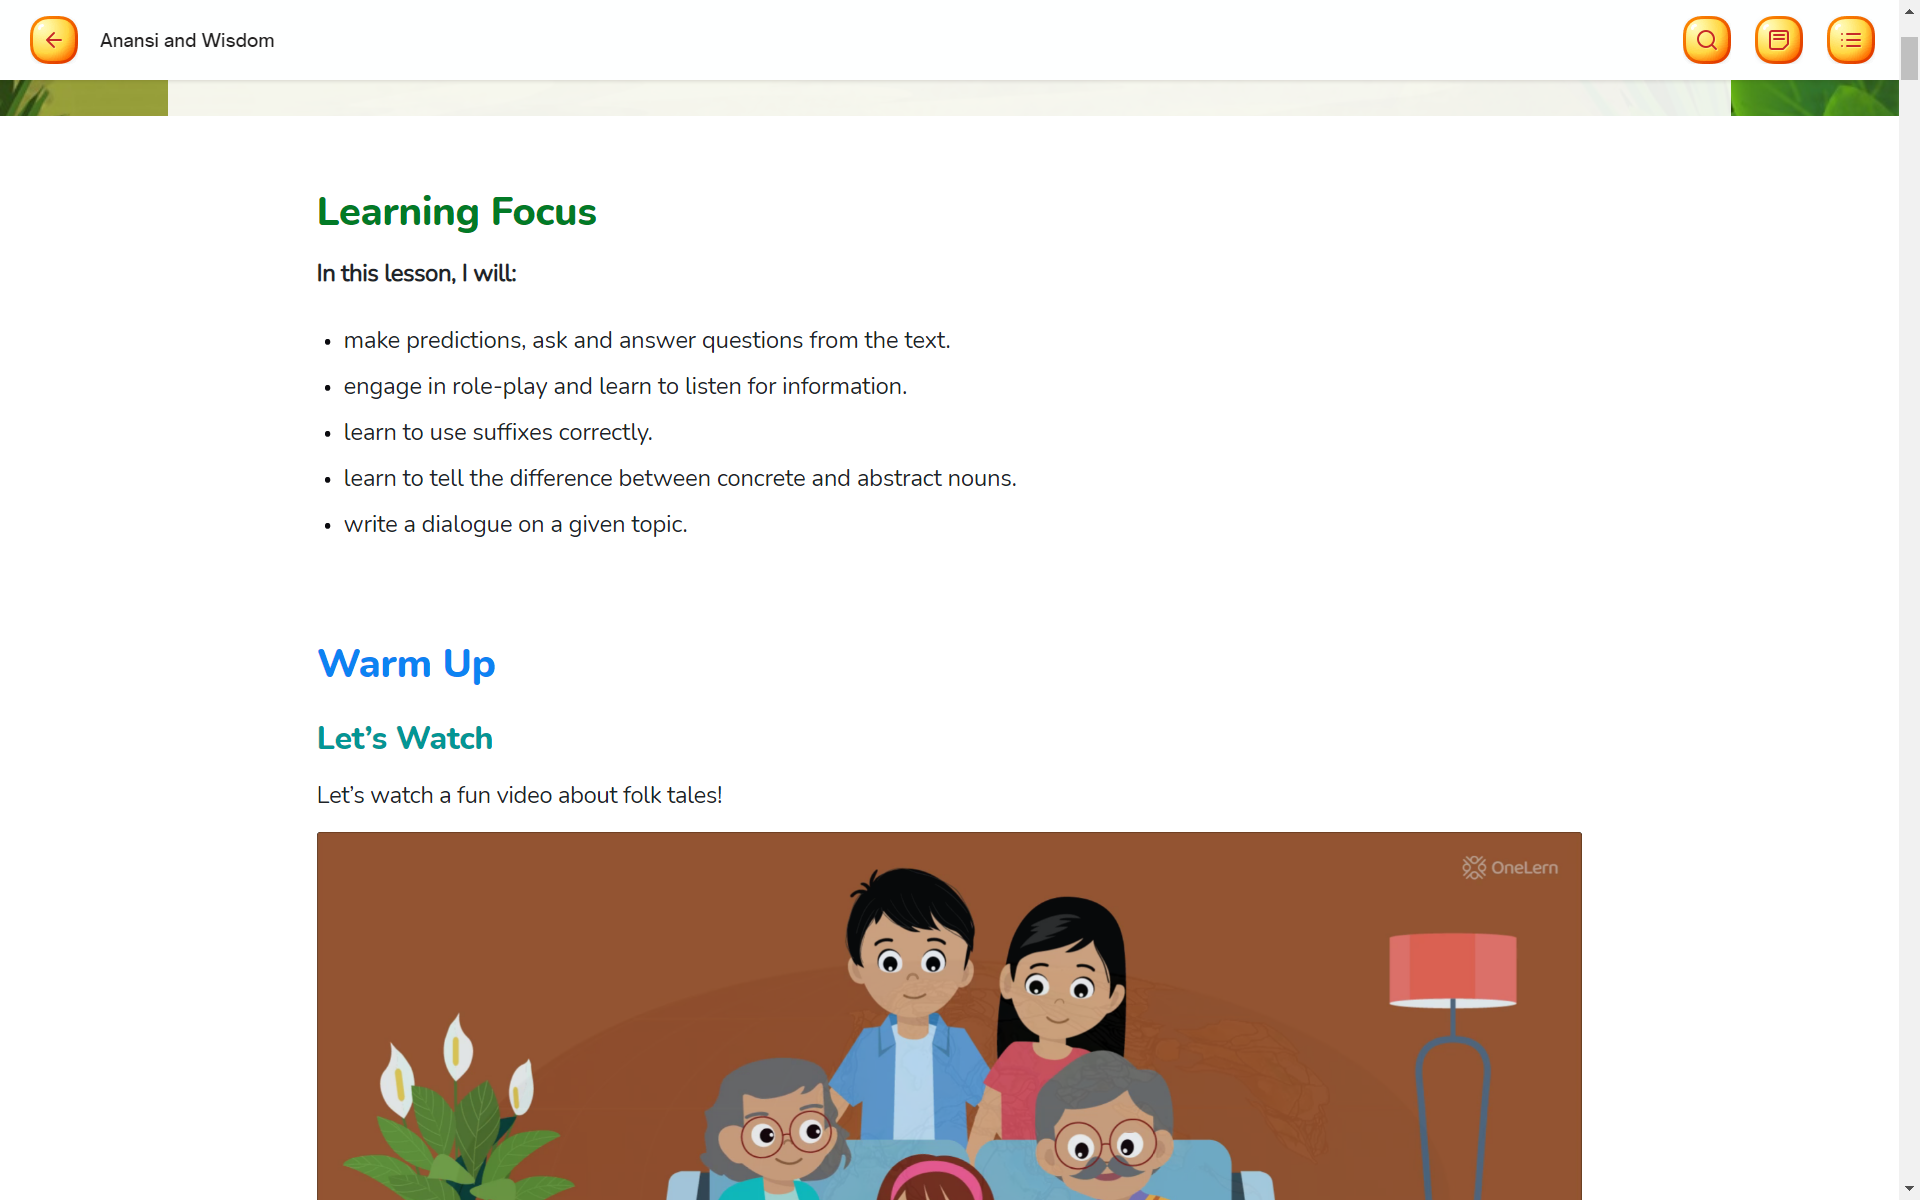 Anansi and Wisdom
Learning Focus
In this lesson, I will:
• make predictions, ask and answer questions from the text.
• engage in role-play and learn to listen for information.
• learn to use suffixes correctly.
• learn to tell the difference between concrete and abstract nouns.
• write a dialogue on a given topic.
Warm Up
Let’s Watch
Let’s watch a fun video about folk tales!
OneLern